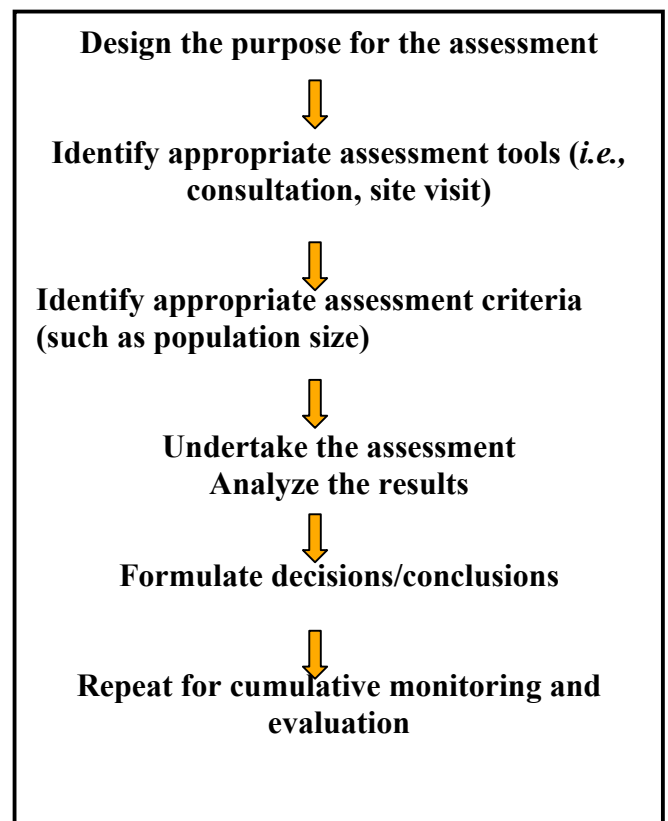 Design the purpose for the assessment
Identify appropriate assessment tools (i.e.,
consultation, site visit)
Identify appropriate assessment criteria
(such as population size)
Undertake the assessment
Analyze the results
Formulate decisions/conclusions
Repeat for cumulative monitoring and
evaluation